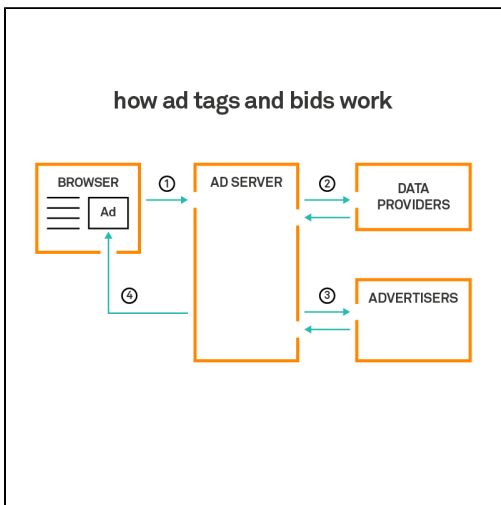 how ad tags and bids work
BROWSER
Ad
1
AD SERVER
2
DATA
PROVIDERS
4
3
ADVERTISERS